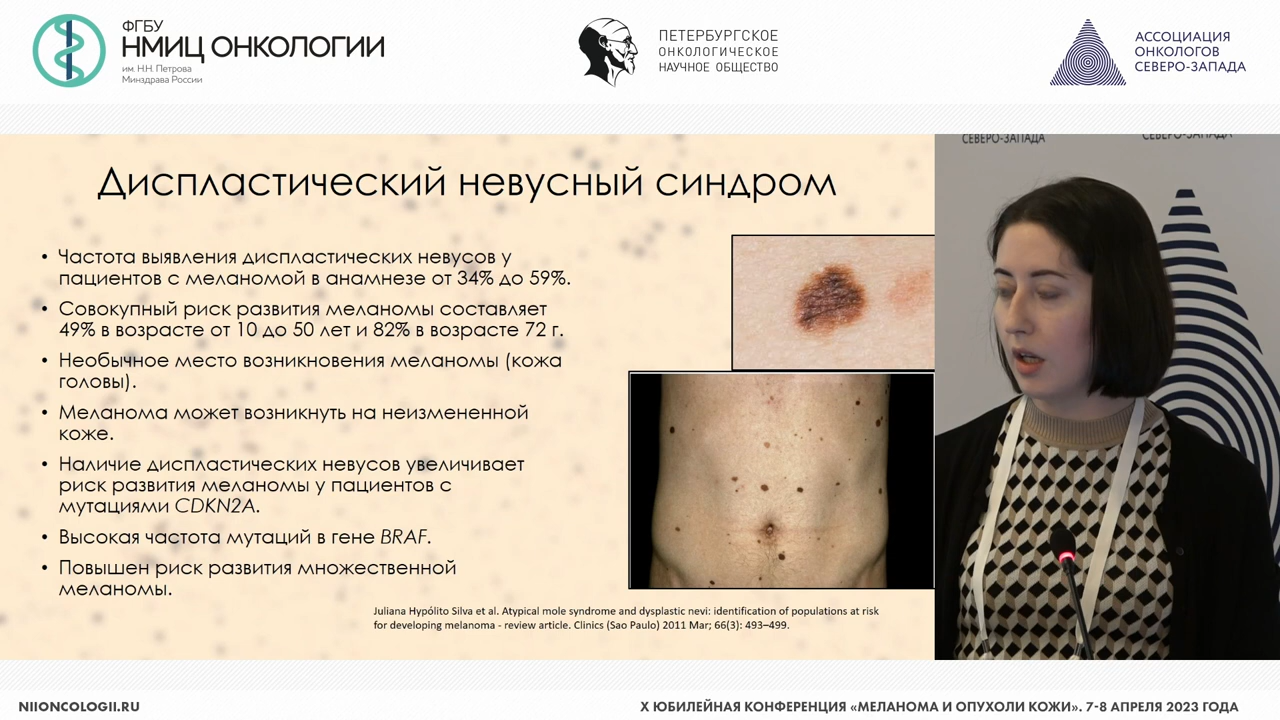 ФГБУ
НМИЦ ОНКОЛОГИИ
им. Н.Н. Петрова
Минздрава России
ПЕТЕРБУРГСКОЕ
ОНКОЛОГИЧЕСКОЕ
НАУЧНОЕ ОБЩЕСТВО
АССОЦИАЦИЯ
ОНКОЛОГОВ
СЕВЕРО-ЗАПАДА
СЕВЕРО-ЗАПАДА
СЕВЕРО-ЗАПАДА
Диспластический невусный синдром
• Частота выявления диспластических невусов у
пациентов с меланомой в анамнезе от 34% до 59%.
• Совокупный риск развития меланомы составляет
49% в возрасте от 10 до 50 лет и 82% в возрасте 72 г.
• Необычное место возникновения меланомы (кожа
головы).
• Меланома может возникнуть на неизмененной
коже.
• Наличие диспластических невусов увеличивает
риск развития меланомы у пациентов с
мутациями CDKN2A.
• Высокая частота мутаций в гене BRAF.
• Повышен риск развития множественной
меланомы.
Juliana Hypólito Silva et al. Atypical mole syndrome and dysplastic nevi: identification of populations at risk
for developing melanoma - review article. Clinics (Sao Paulo) 2011 Mar; 66(3): 493–499.
NIIONCOLOGII.RU
X ЮБИЛЕЙНАЯ КОНФЕРЕНЦИЯ «МЕЛАНОМА И ОПУХОЛИ КОЖИ». 7-8 АПРЕЛЯ 2023 ГОДА